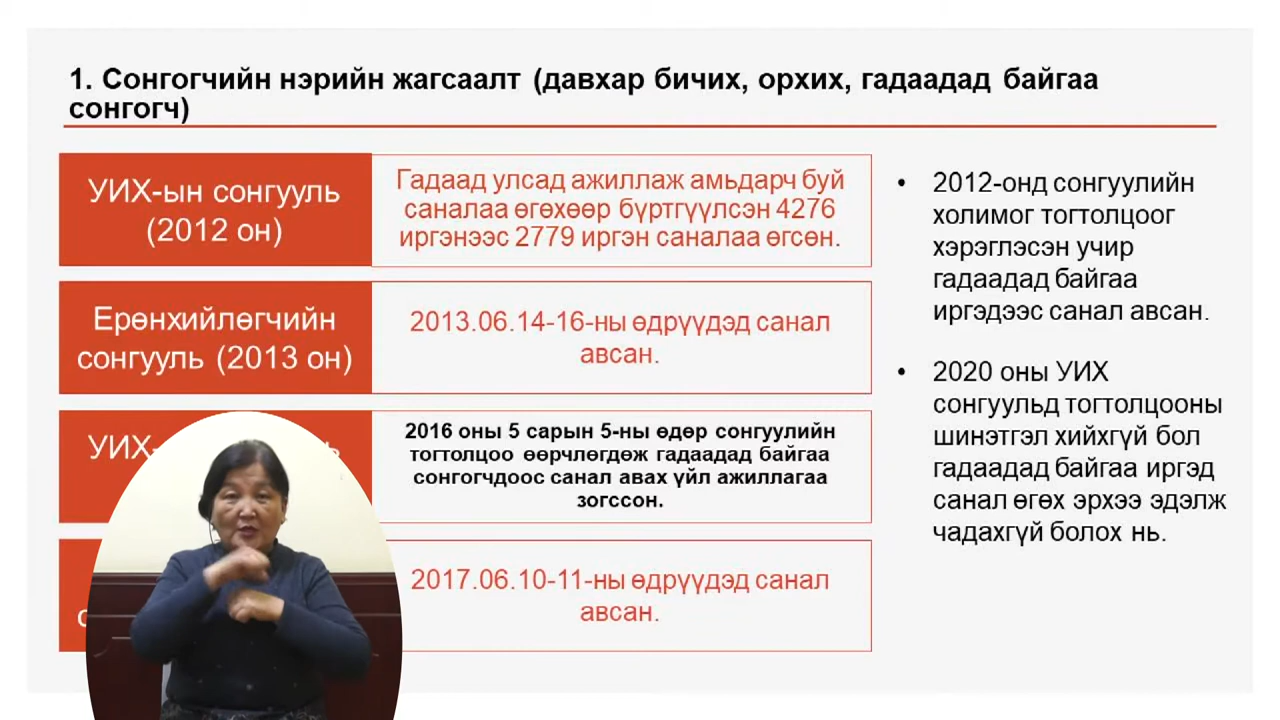 1. Сонгогчийн нэрийн жагсаалт (давхар бичих, орхих, гадаадад байгаа
сонгогч)
УИХ-ын сонгууль
(2012 он)
Гадаад улсад ажиллаж амьдарч буй
саналаа өгөхөөр бүртгүүлсэн 4276
иргэнээс 2779 иргэн саналаа өгсөн.
Ерөнхийлөгчийн
сонгууль (2013 он)
2013.06.14-16-ны өдрүүдэд санал
авсан.
2016 оны 5 сарын 5-ны өдөр сонгуулийн
тогтолцоо өөрчлөгдөж гадаадад байгаа
сонгогчдоос санал авах үйл ажиллагаа
зогссон.
2017.06.10-11-ны өдрүүдэд санал
авсан.
• 2012-онд сонгуулийн
холимог тогтолцоог
хэрэглэсэн учир
гадаадад байгаа
иргэдээс санал авсан.
• 2020 оны УИХ
сонгуульд тогтолцооны
шинэтгэл хийхгүй бол
гадаадад байгаа иргэд
санал өгөх эрхээ эдэлж
чадахгүй болох нь.